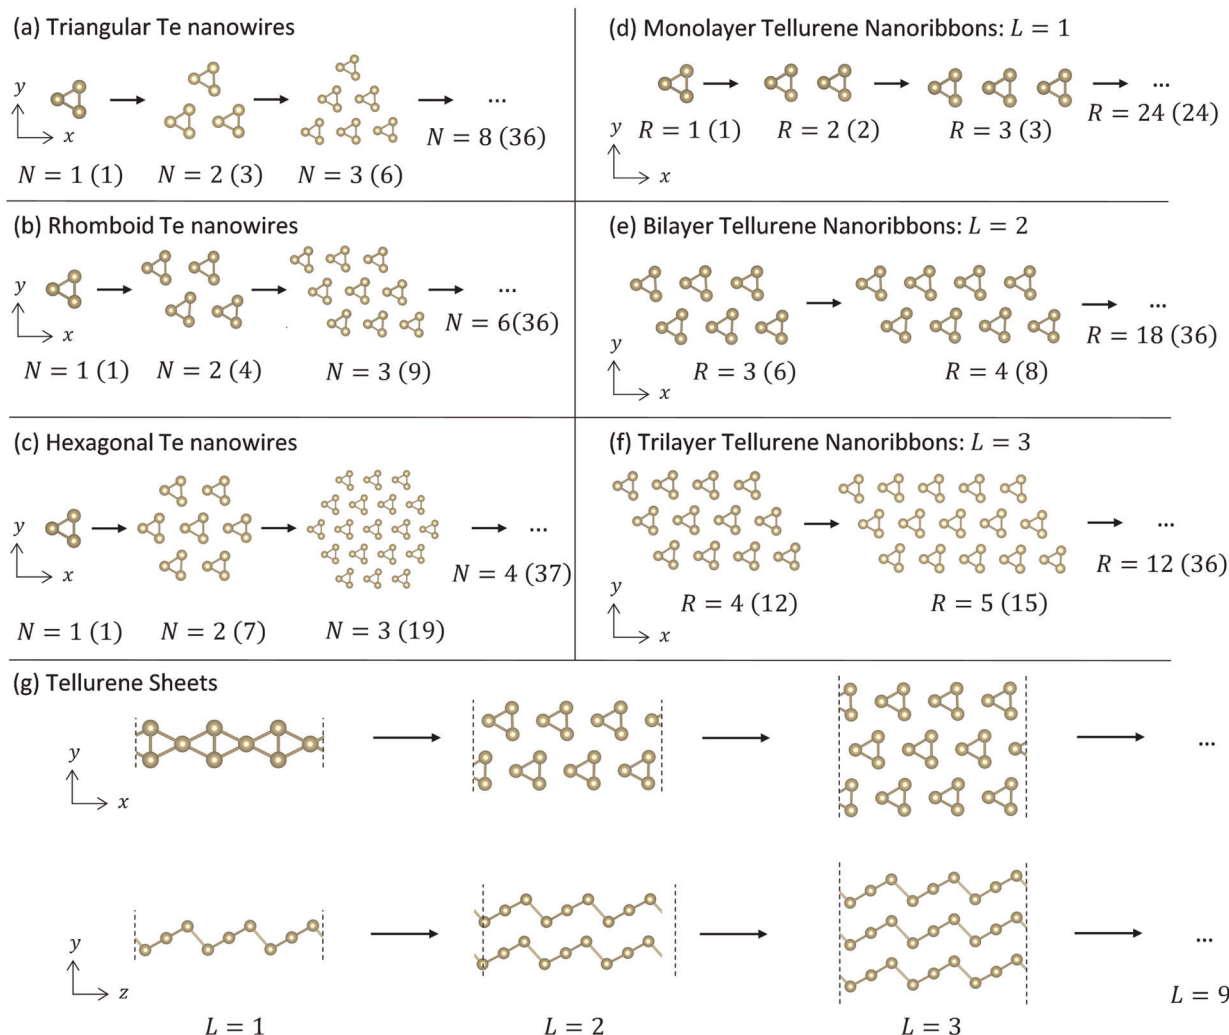 (a) Triangular Te nanowires
y
x
...
N = 8 (36)
N = 1 (1)
N = 2 (3)
N = 3 (6)
(b) Rhomboid Te nanowires
y
x
...
N = 6(36)
N = 1 (1)
N = 2 (4)
N = 3 (9)
(c) Hexagonal Te nanowires
y
x
...
N = 4 (37)
N = 1 (1)
N = 2 (7)
N = 3 (19)
(d) Monolayer Tellurene Nanoribbons: L = 1
...
R = 24 (24)
R = 1 (1)
R = 2 (2)
R = 3 (3)
y
x
(e) Bilayer Tellurene Nanoribbons: L = 2
...
R = 18 (36)
R = 3 (6)
R = 4 (8)
y
x
(f) Trilayer Tellurene Nanoribbons: L = 3
...
R = 12 (36)
R = 4 (12)
R = 5 (15)
y
x
(g) Tellurene Sheets
y
x
...
y
z
...
L = 1
L = 2
L = 3
L = 9